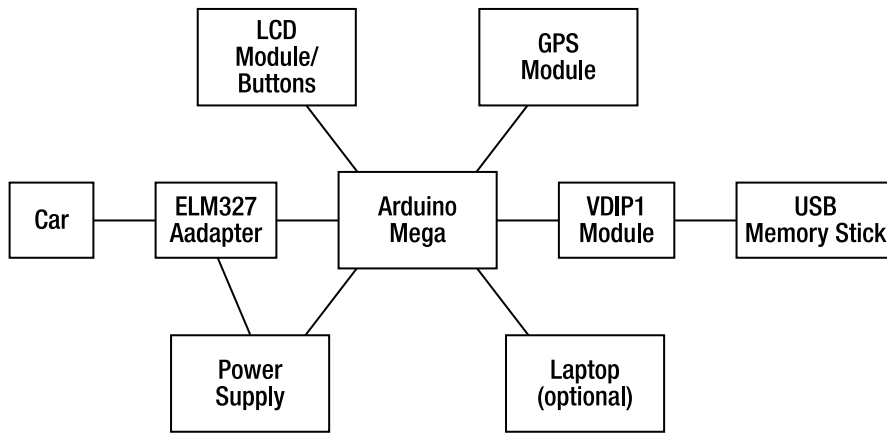 LCD
Module/
Buttons
GPS
Module
Car
ELM327
Aadapter
Arduino
Mega
VDIP1
Module
USB
Memory Stick
Power
Supply
Laptop
(optional)